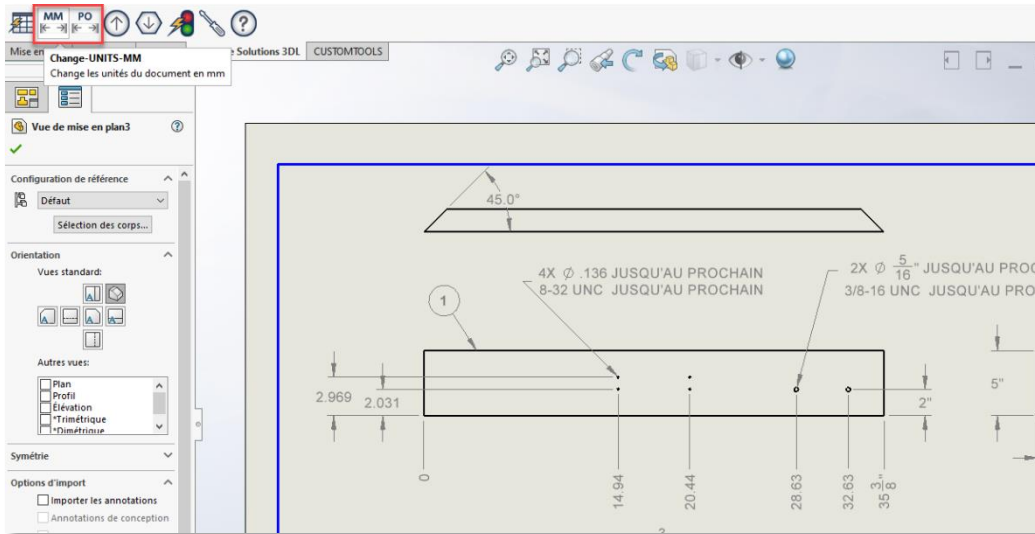 MM PO
Mise en
e Solutions 3DL CUSTOMTOOLS
Change-UNITS-MM
Change les unités du document en mm
Vue de mise en plan3
Configuration de référence
Défaut
Sélection des corps...
Orientation
Vues standard:
Autres vues:
Plan
Profil
Élévation
*Trimétrique
*Dimétrique
Symétrie
Options d'import
Importer les annotations
Annotations de conception
45.0°
4X Ø .136 JUSQU'AU PROCHAIN
8-32 UNC JUSQU'AU PROCHAIN
2X Ø 5/16" JUSQU'AU PROC
3/8-16 UNC JUSQU'AU PRO
1
2.969
2.031
2"
5"
0
14.94
20.44
28.63
32.63
35 3/8"